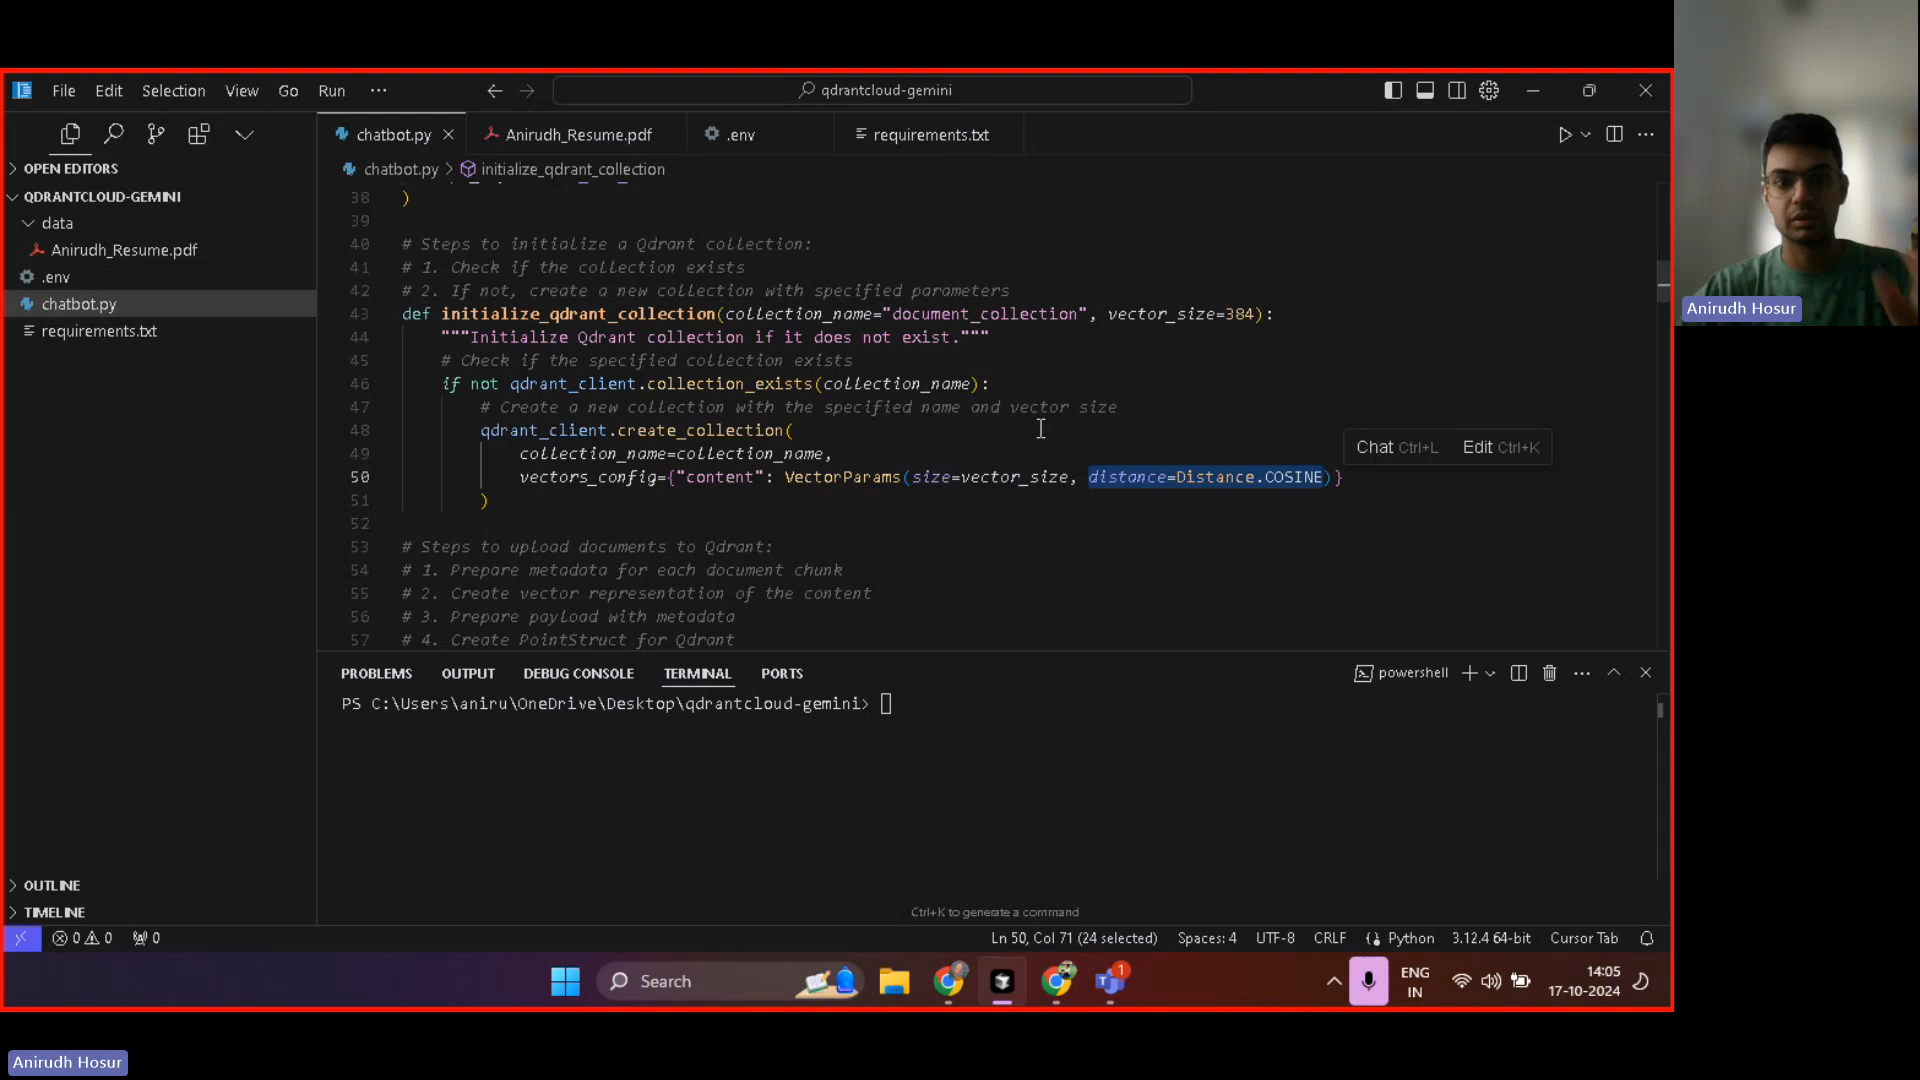 File Edit Selection View Go Run ···
qdrantcloud-gemini
chatbot.py
Anirudh_Resume.pdf
.env
requirements.txt
OPEN EDITORS
QDRANTCLOUD-GEMINI
data
Anirudh_Resume.pdf
.env
chatbot.py
requirements.txt
OUTLINE
TIMELINE
chatbot.py > initialize_qdrant_collection
38 )
39
40 # Steps to initialize a Qdrant collection:
41 # 1. Check if the collection exists
42 # 2. If not, create a new collection with specified parameters
43 def initialize_qdrant_collection(collection_name="document_collection", vector_size=384):
44 """Initialize Qdrant collection if it does not exist."""
45 # Check if the specified collection exists
46 if not qdrant_client.collection_exists(collection_name):
47 # Create a new collection with the specified name and vector size
48 qdrant_client.create_collection(
49 collection_name=collection_name,
50 vectors_config={"content": VectorParams(size=vector_size, distance=Distance.COSINE)}
51 )
52
53 # Steps to upload documents to Qdrant:
54 # 1. Prepare metadata for each document chunk
55 # 2. Create vector representation of the content
56 # 3. Prepare payload with metadata
57 # 4. Create PointStruct for Qdrant
Chat Ctrl+L Edit Ctrl+K
PROBLEMS OUTPUT DEBUG CONSOLE TERMINAL PORTS
powershell
PS C:\Users\aniru\OneDrive\Desktop\qdrantcloud-gemini>
Ctrl+K to generate a command
0 0 0
Ln 50, Col 71 (24 selected) Spaces: 4 UTF-8 CRLF Python 3.12.4 64-bit Cursor Tab
Search
1
ENG
IN
14:05
17-10-2024
Anirudh Hosur
Anirudh Hosur